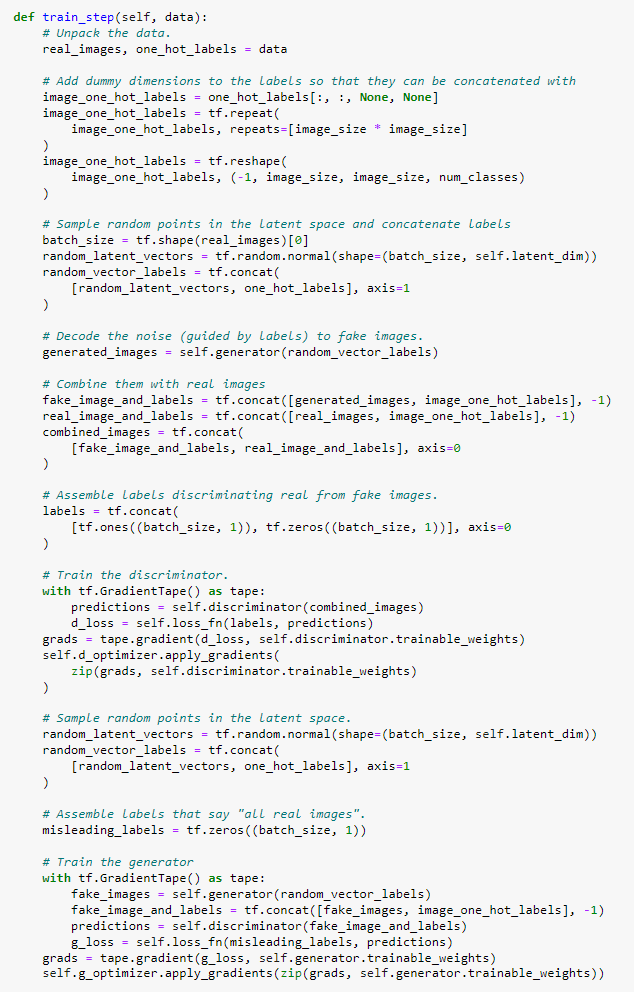 def train_step(self, data):
    # Unpack the data.
    real_images, one_hot_labels = data

    # Add dummy dimensions to the labels so that they can be concatenated with
    image_one_hot_labels = one_hot_labels[:, :, None, None]
    image_one_hot_labels = tf.repeat(
        image_one_hot_labels, repeats=[image_size * image_size]
    )
    image_one_hot_labels = tf.reshape(
        image_one_hot_labels, (-1, image_size, image_size, num_classes)
    )

    # Sample random points in the latent space and concatenate labels
    batch_size = tf.shape(real_images)[0]
    random_latent_vectors = tf.random.normal(shape=(batch_size, self.latent_dim))
    random_vector_labels = tf.concat(
        [random_latent_vectors, one_hot_labels], axis=1
    )

    # Decode the noise (guided by labels) to fake images.
    generated_images = self.generator(random_vector_labels)

    # Combine them with real images
    fake_image_and_labels = tf.concat([generated_images, image_one_hot_labels], -1)
    real_image_and_labels = tf.concat([real_images, image_one_hot_labels], -1)
    combined_images = tf.concat(
        [fake_image_and_labels, real_image_and_labels], axis=0
    )

    # Assemble labels discriminating real from fake images.
    labels = tf.concat(
        [tf.ones((batch_size, 1)), tf.zeros((batch_size, 1))], axis=0
    )

    # Train the discriminator.
    with tf.GradientTape() as tape:
        predictions = self.discriminator(combined_images)
        d_loss = self.loss_fn(labels, predictions)
    grads = tape.gradient(d_loss, self.discriminator.trainable_weights)
    self.d_optimizer.apply_gradients(
        zip(grads, self.discriminator.trainable_weights)
    )

    # Sample random points in the latent space.
    random_latent_vectors = tf.random.normal(shape=(batch_size, self.latent_dim))
    random_vector_labels = tf.concat(
        [random_latent_vectors, one_hot_labels], axis=1
    )

    # Assemble labels that say "all real images".
    misleading_labels = tf.zeros((batch_size, 1))

    # Train the generator
    with tf.GradientTape() as tape:
        fake_images = self.generator(random_vector_labels)
        fake_image_and_labels = tf.concat([fake_images, image_one_hot_labels], -1)
        predictions = self.discriminator(fake_image_and_labels)
        g_loss = self.loss_fn(misleading_labels, predictions)
    grads = tape.gradient(g_loss, self.generator.trainable_weights)
    self.g_optimizer.apply_gradients(zip(grads, self.generator.trainable_weights))